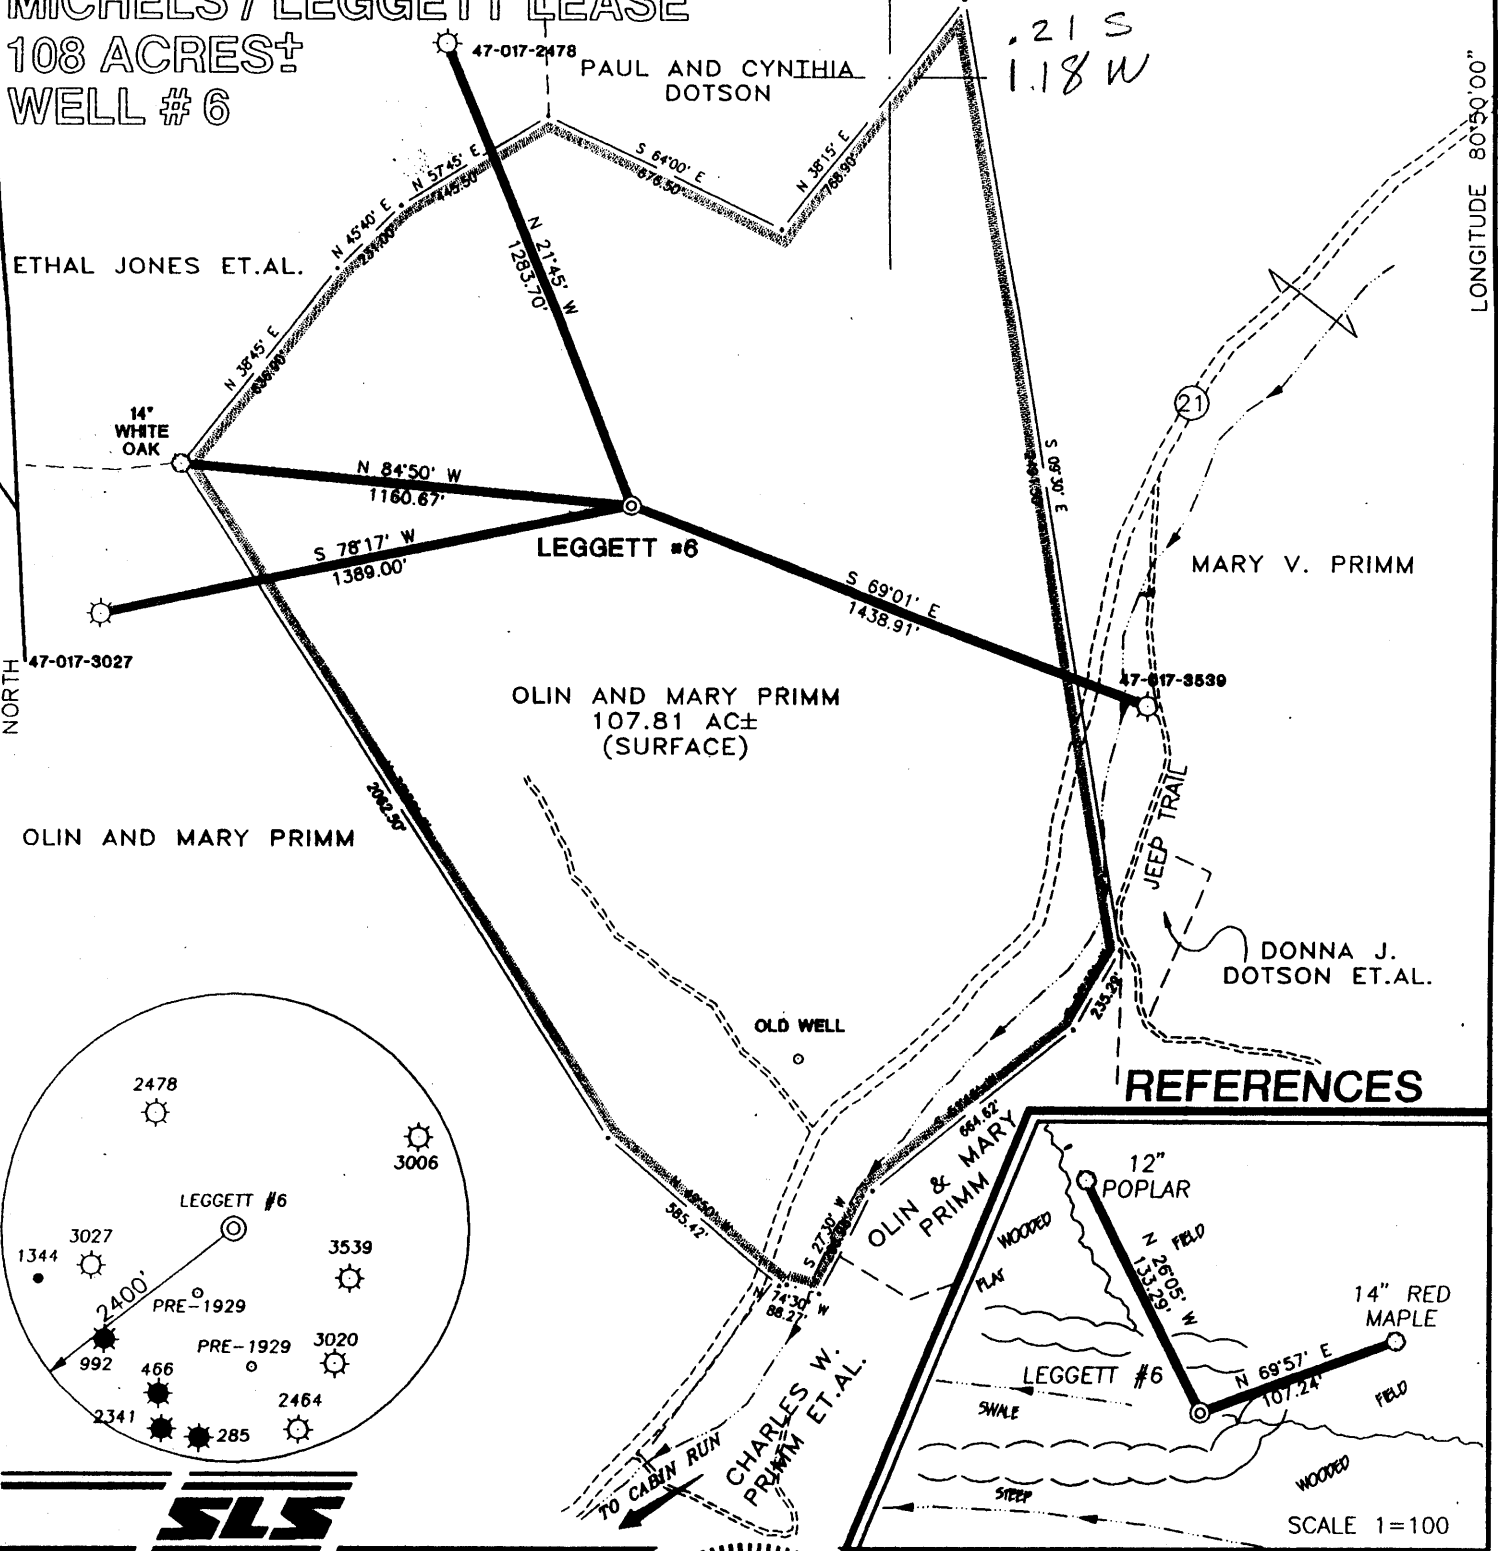 MICHELS / LEGGETT LEASE
108 ACRES±
WELL # 6
47-017-2478
PAUL AND CYNTHIA
DOTSON
.21 S
1.18 W
LONGITUDE 80°50'00"
N 57°45' E
445.50'
S 64°00' E
676.50'
N 38°15' E
768.90'
N 45°40' E
231.00'
ETHAL JONES ET.AL.
N 21°45' W
1283.70'
N 38°45' E
14"
WHITE
OAK
N 84°50' W
1160.67'
LEGGETT #6
S 78°17' W
1389.00'
S 69°01' E
1438.91'
S 09°30' E
21
MARY V. PRIMM
47-017-3027
NORTH
47-017-3539
OLIN AND MARY PRIMM
107.81 AC±
(SURFACE)
2062.50'
OLIN AND MARY PRIMM
JEEP TRAIL
DONNA J.
DOTSON ET.AL.
235.29'
OLD WELL
664.62'
OLIN & MARY
PRIMM
N 49°50' W
585.42'
S 27°30' W
N 74°30' W
88.27'
CHARLES W.
PRIMM ET.AL.
TO CABIN RUN
2478
3006
LEGGETT #6
3027
1344
3539
2400'
PRE-1929
PRE-1929
992
3020
466
2464
2341
285
SLS
REFERENCES
12"
POPLAR
WOODED
FIELD
N 26°05' W
133.29'
FLAT
14" RED
MAPLE
LEGGETT #6
N 69°57' E
107.24'
FIELD
SWALE
WOODED
STEEP
SCALE 1=100